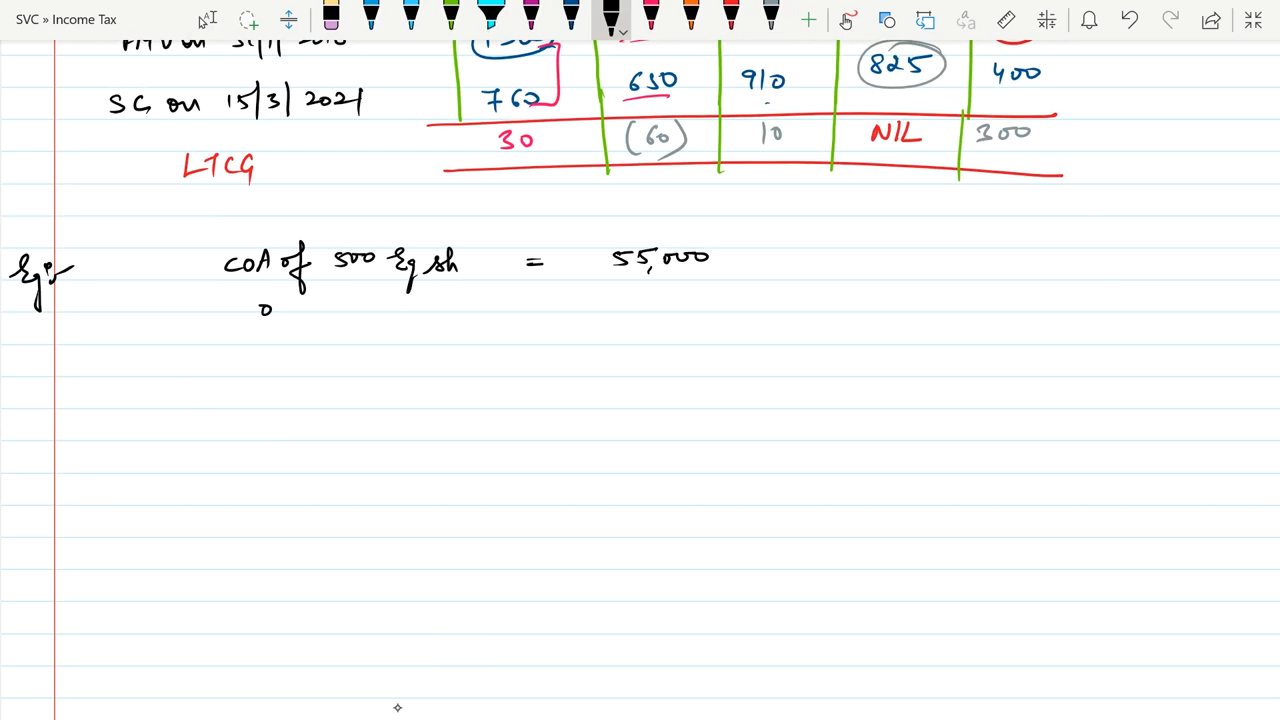 SVC » Income Tax
825
400
SC on 15/3/2021 760 650 910
LTCG 30 (60) 10 NIL 300
Eg:- COA of 500 Eq sh = 55,000
0